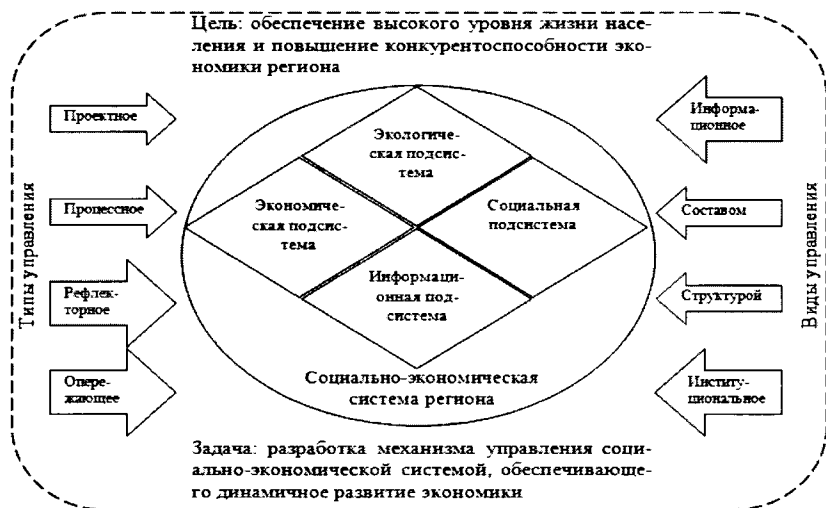 Цель: обеспечение высокого уровня жизни насе-
ления и повышение конкурентоспособности эко-
номики региона
Типы управления
Проектное
Процессное
Рефлек-
торное
Опере-
жающее
Экологиче-
ская подсис-
тема
Экономиче-
ская подсис-
тема
Социальная
подсистема
Информаци-
онная под-
система
Социально-экономическая
система региона
Информа-
ционное
Составом
Структурой
Институ-
циональное
Виды управления
Задача: разработка механизма управления соци-
ально-экономической системой, обеспечивающе-
го динамичное развитие экономики